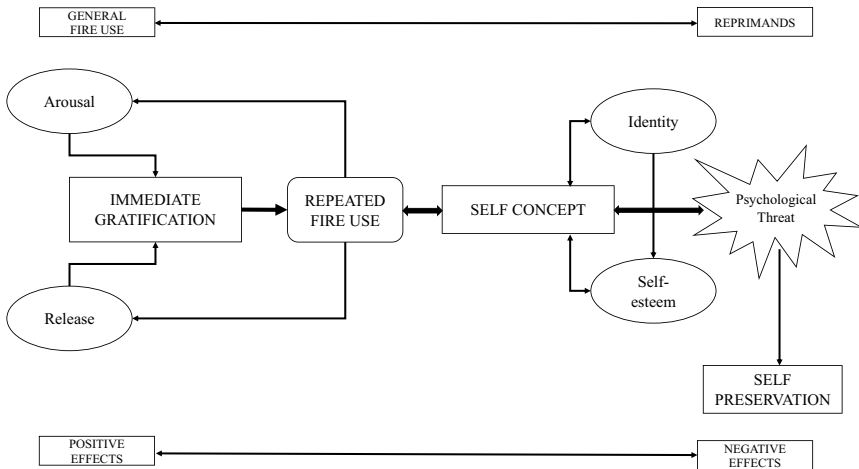 GENERAL
FIRE USE
REPRIMANDS
Arousal
Identity
IMMEDIATE
GRATIFICATION
REPEATED
FIRE USE
SELF CONCEPT
Psychological
Threat
Release
Self-
esteem
SELF
PRESERVATION
POSITIVE
EFFECTS
NEGATIVE
EFFECTS